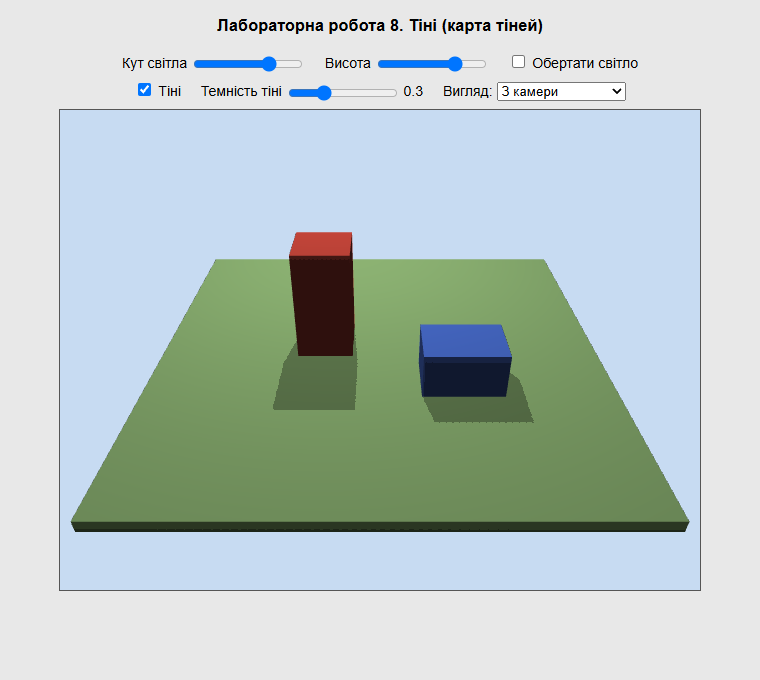 Лабораторна робота 8. Тіні (карта тіней)
Кут світла Висота Обертати світло
Тіні Темність тіні 0.3 Вигляд: З камери